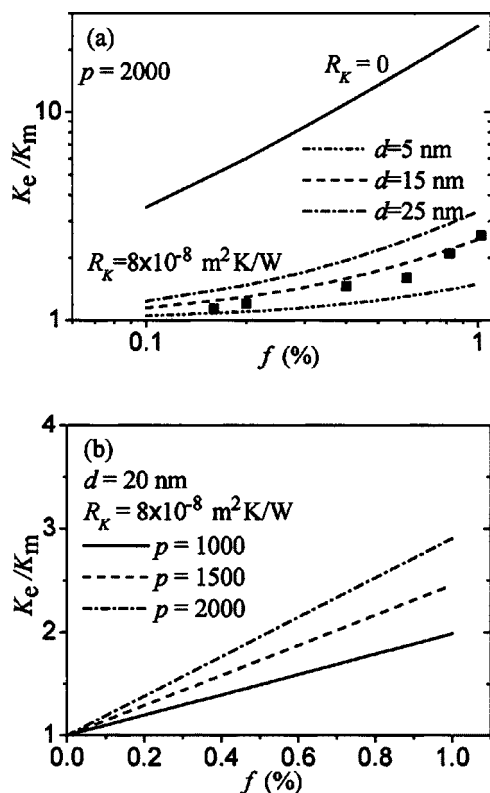 (a)
p = 2000
R_K = 0
10
K_e/K_m
d=5 nm
d=15 nm
d=25 nm
R_K=8x10^-8 m^2K/W
1
0.1
1
f (%)
(b)
4
d = 20 nm
R_K = 8x10^-8 m^2K/W
3
p = 1000
K_e/K_m
p = 1500
2
p = 2000
1
0.0 0.2 0.4 0.6 0.8 1.0
f (%)